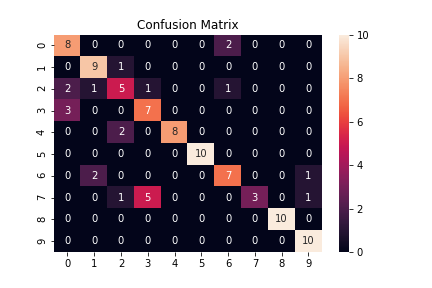 Confusion Matrix
0 8 0 0 0 0 0 2 0 0 0
1 0 9 1 0 0 0 0 0 0 0
2 2 1 5 1 0 0 1 0 0 0
3 3 0 0 7 0 0 0 0 0 0
4 0 0 2 0 8 0 0 0 0 0
5 0 0 0 0 0 10 0 0 0 0
6 0 2 0 0 0 0 7 0 0 1
7 0 0 1 5 0 0 0 3 0 1
8 0 0 0 0 0 0 0 0 10 0
9 0 0 0 0 0 0 0 0 0 10
0 1 2 3 4 5 6 7 8 9
10
8
6
4
2
0